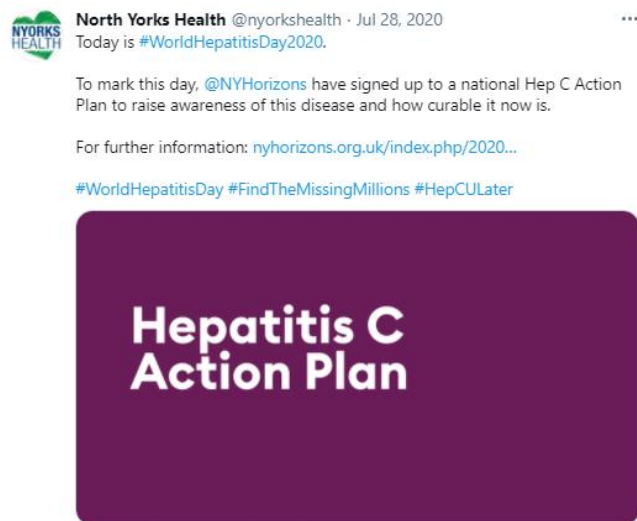 NYORKS
HEALTH
North Yorks Health @nyorkshealth · Jul 28, 2020
Today is #WorldHepatitisDay2020.
To mark this day, @NYHorizons have signed up to a national Hep C Action
Plan to raise awareness of this disease and how curable it now is.
For further information: nyhorizons.org.uk/index.php/2020...
#WorldHepatitisDay #FindTheMissingMillions #HepCULater
Hepatitis C
Action Plan